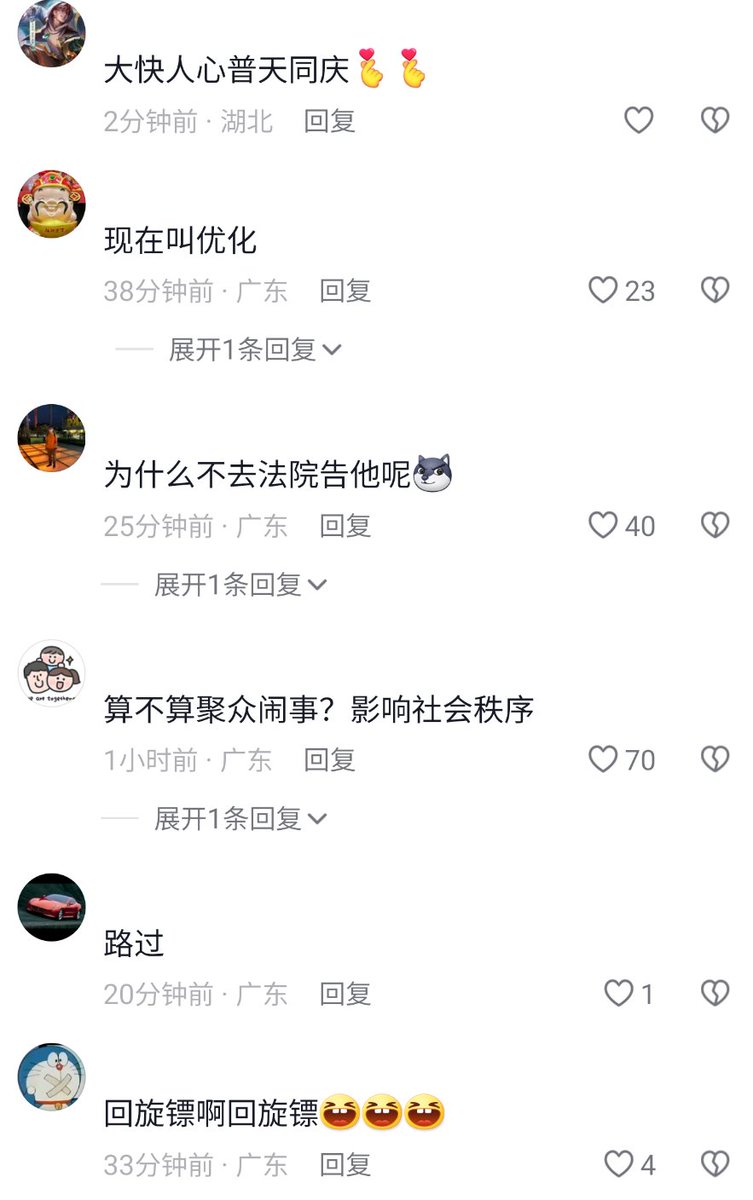 大快人心普天同庆
2分钟前 · 湖北 回复
现在叫优化
38分钟前 · 广东 回复 23
展开1条回复
为什么不去法院告他呢
25分钟前 · 广东 回复 40
展开1条回复
算不算聚众闹事？影响社会秩序
1小时前 · 广东 回复 70
展开1条回复
路过
20分钟前 · 广东 回复 1
回旋镖啊回旋镖
33分钟前 · 广东 回复 4